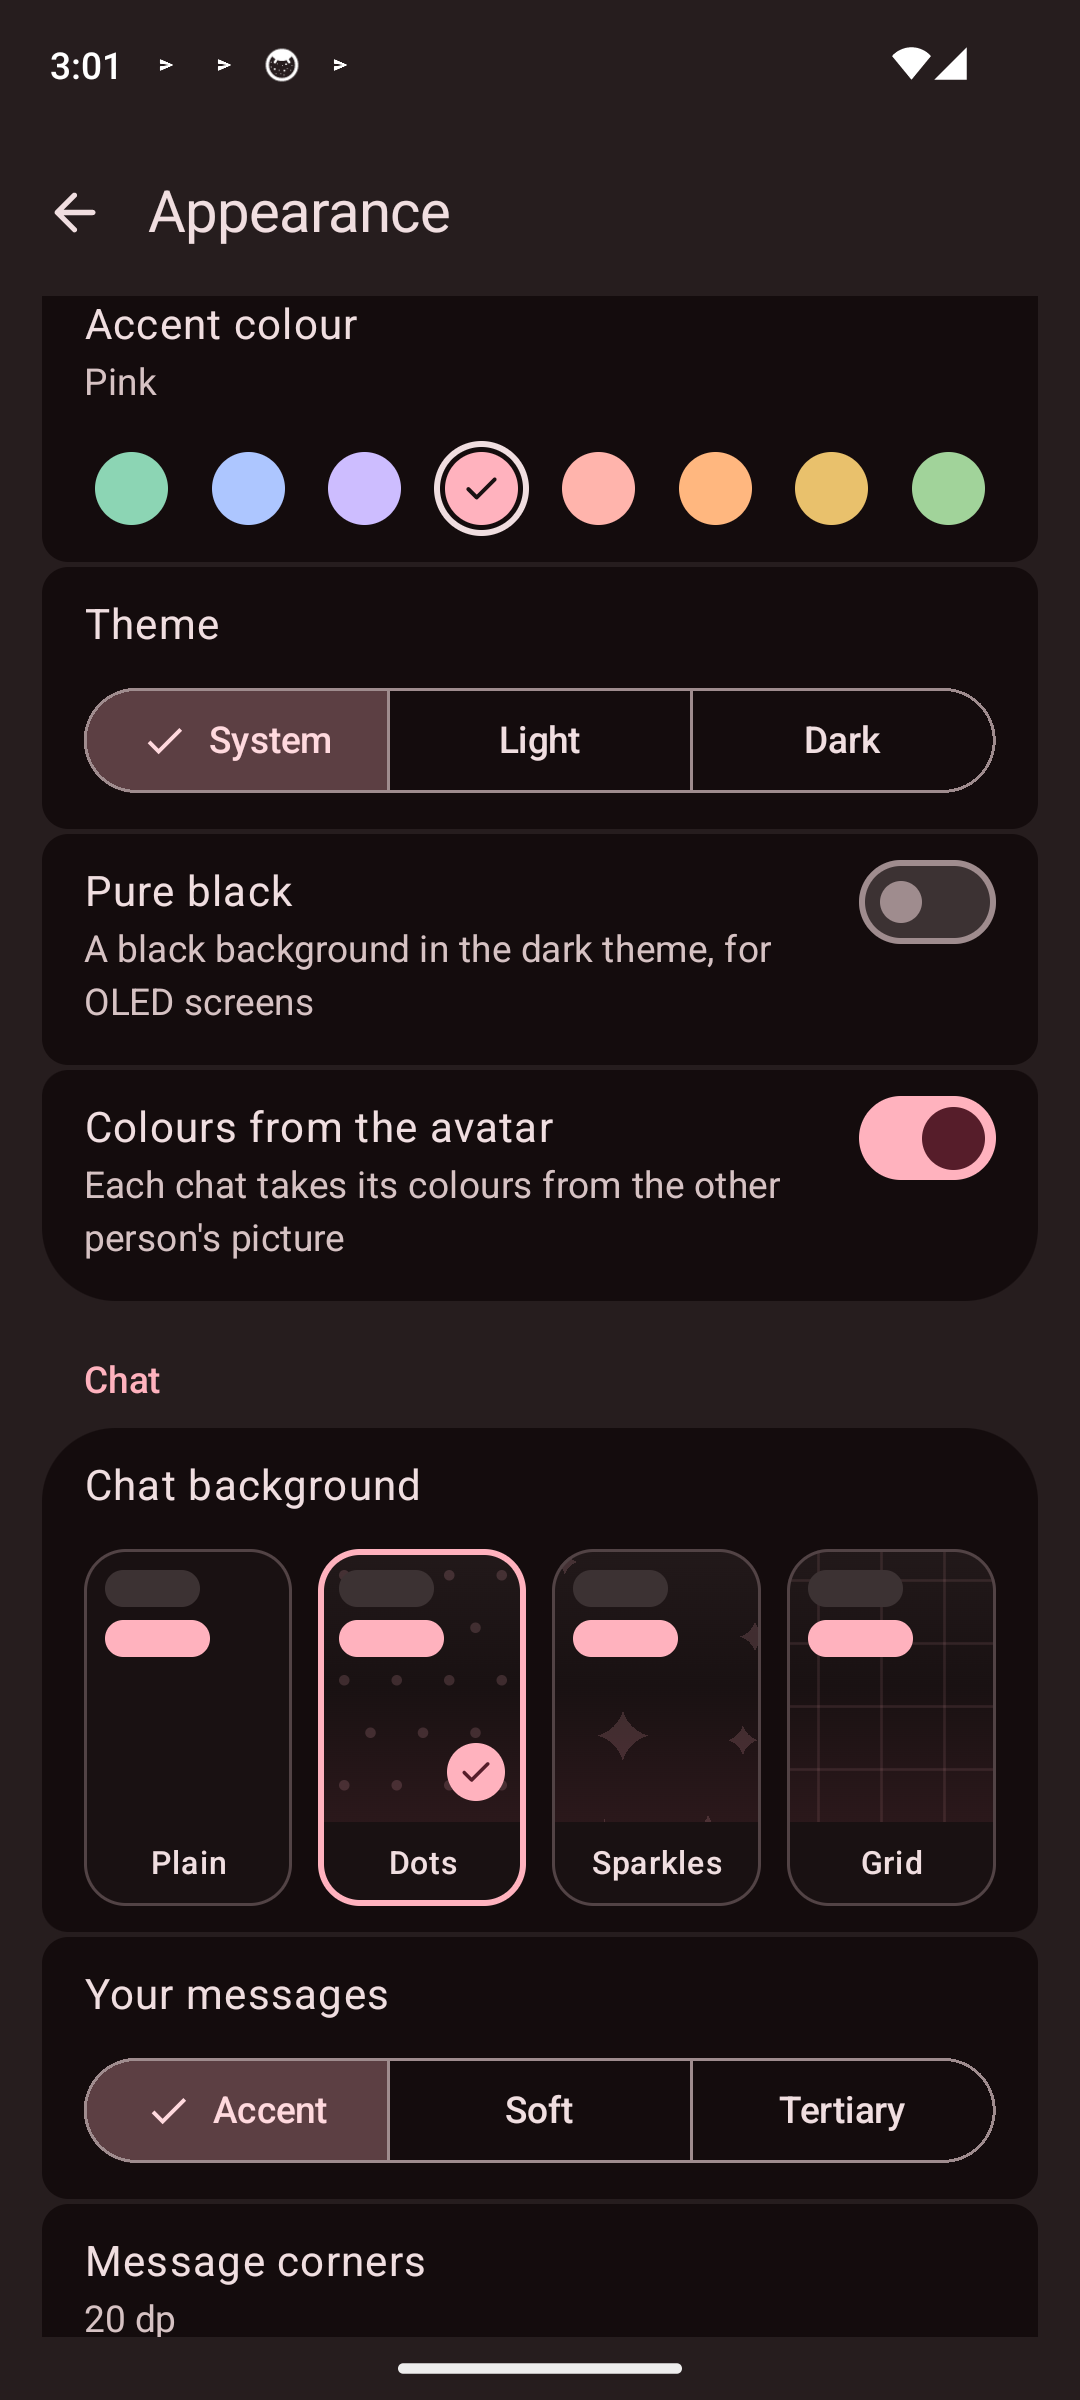 3:01
Appearance
Accent colour
Pink
Theme
System Light Dark
Pure black
A black background in the dark theme, for
OLED screens
Colours from the avatar
Each chat takes its colours from the other
person's picture
Chat
Chat background
Plain Dots Sparkles Grid
Your messages
Accent Soft Tertiary
Message corners
20 dp